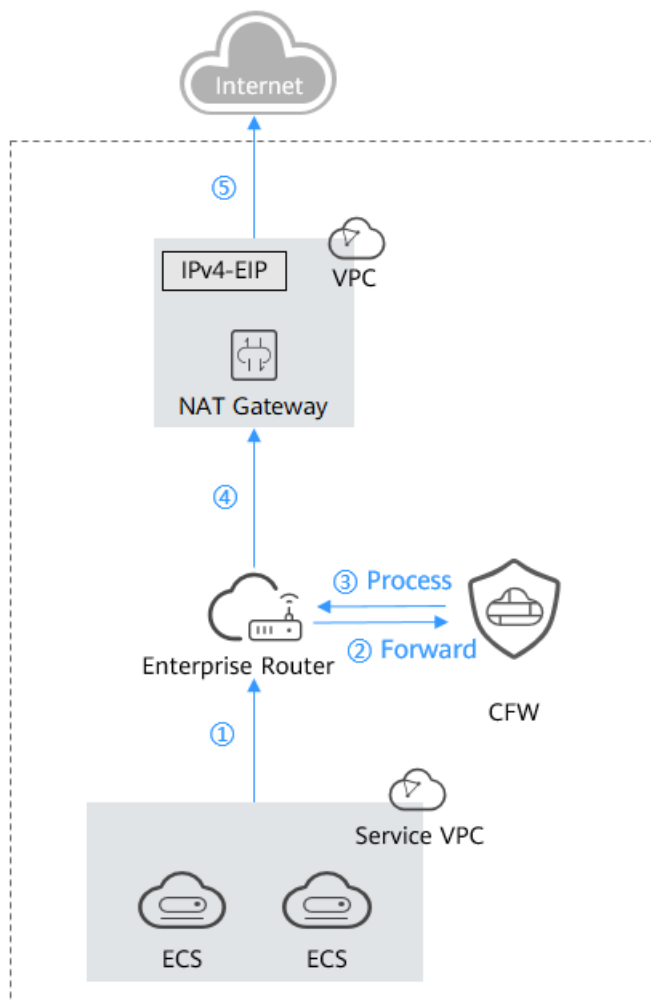 Internet
⑤
IPv4-EIP
VPC
NAT Gateway
④
③ Process
② Forward
Enterprise Router
CFW
①
Service VPC
ECS
ECS